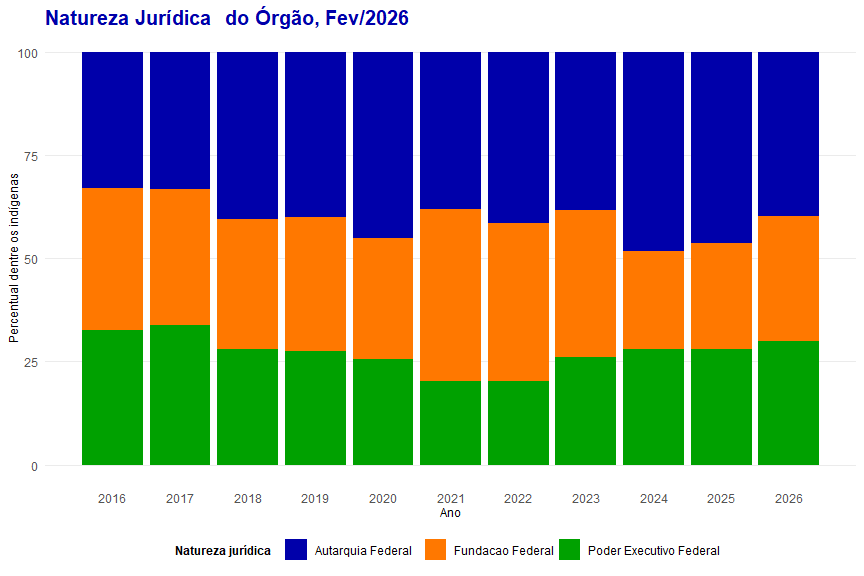 Natureza Jurídica do Órgão, Fev/2026
Percentual dentre os indígenas
100
75
50
25
0
2016 2017 2018 2019 2020 2021 2022 2023 2024 2025 2026
Ano
Natureza jurídica Autarquia Federal Fundacao Federal Poder Executivo Federal